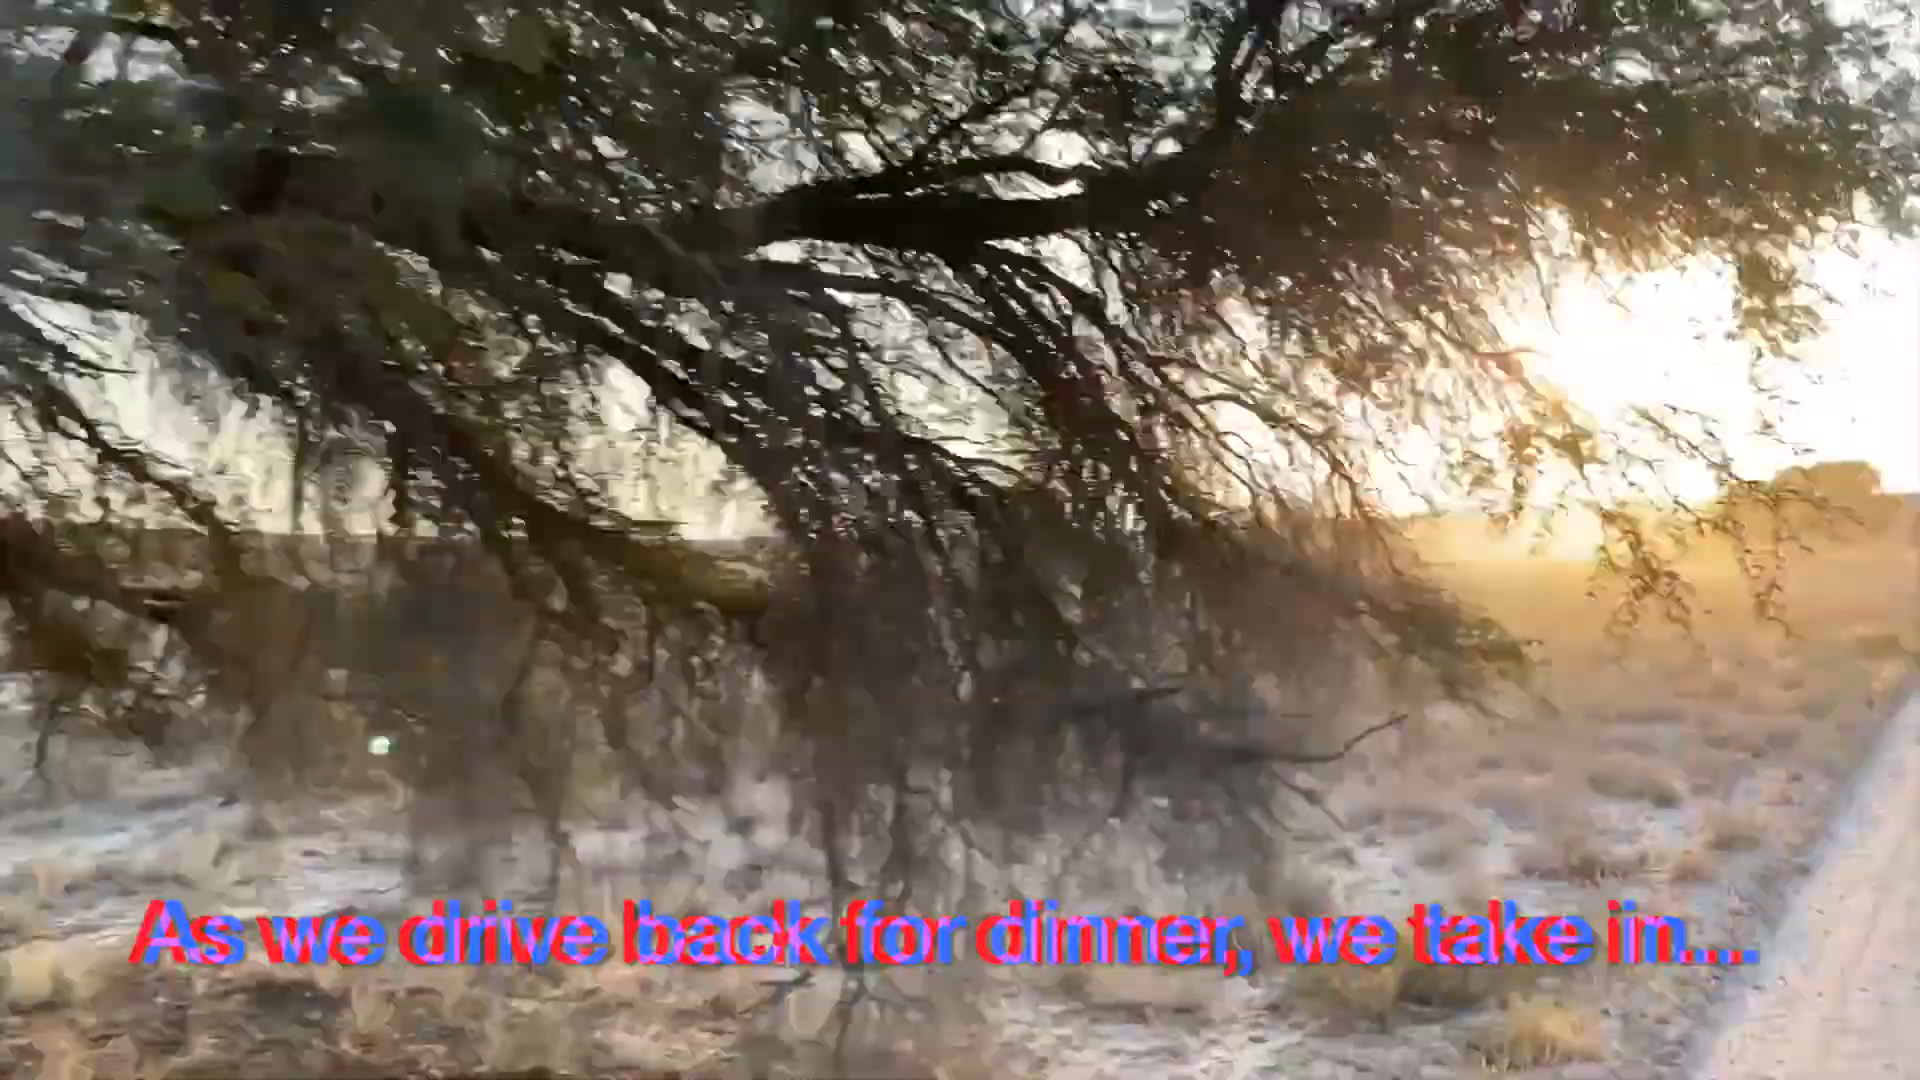 As we drive back for dinner, we take in....